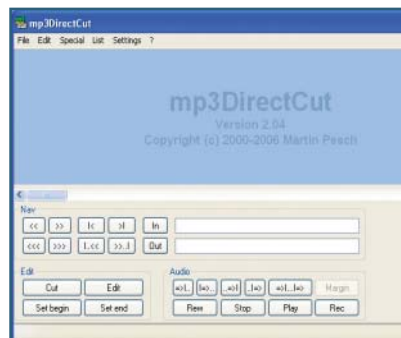 mp3DirectCut
File Edit Special List Settings ?
mp3DirectCut
Version 2.04
Copyright (c) 2000-2006 Martin Pesch
Nav
<< >> |< >| In
<<< >>> |..<< >>..| Out
Edit
Cut Edit
Set begin Set end
Audio
Margin
Rew Stop Play Rec